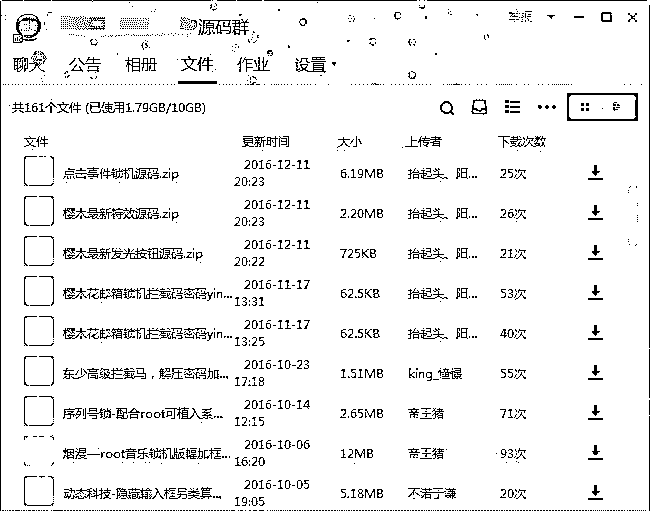 源码群
聊天 公告 相册 文件 作业 设置
共161个文件 (已使用1.79GB/10GB)
文件 更新时间 大小 上传者 下载次数
点击事件锁机源码.zip 2016-12-11 20:23 6.19MB 抬起头、阳... 25次
樱木最新特效源码.zip 2016-12-11 20:23 2.20MB 抬起头、阳... 26次
樱木最新发光按钮源码.zip 2016-12-11 20:22 725KB 抬起头、阳... 21次
樱木花邮箱锁机拦截码密码yin... 2016-11-17 13:31 62.5KB 抬起头、阳... 53次
樱木花邮箱锁机拦截码密码yin... 2016-11-17 13:25 62.5KB 抬起头、阳... 40次
东少高级拦截马，解压密码加... 2016-10-23 17:18 1.51MB king_憧憬 55次
序列号锁-配合root可植入系... 2016-10-14 12:15 2.65MB 帝王猪 71次
烟漫—root音乐锁机版幅加框... 2016-10-06 16:20 12MB 帝王猪 93次
动态科技-隐藏输入框另类算... 2016-10-05 19:05 5.18MB 不诺于谦 20次